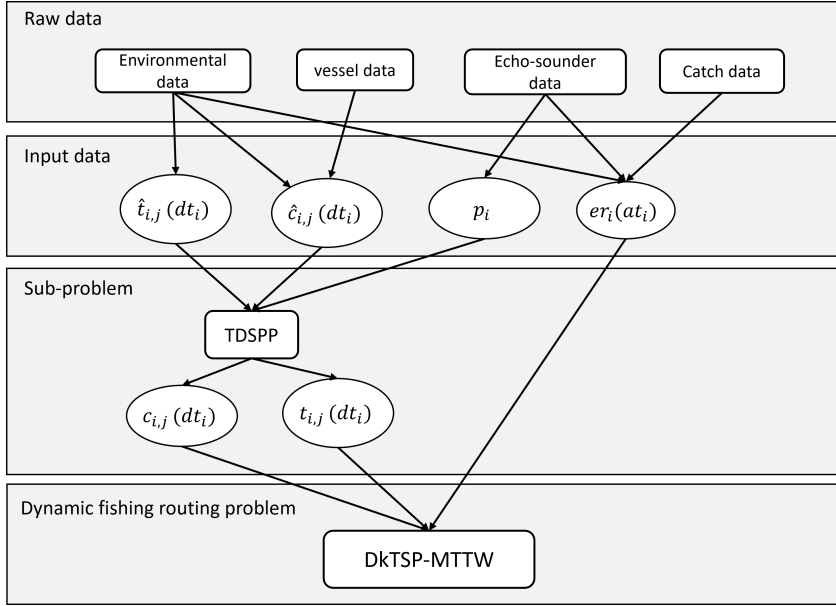 Raw data
Environmental
data
vessel data
Echo-sounder
data
Catch data
Input data
t̂_{i,j} (dt_i)
ĉ_{i,j} (dt_i)
p_i
er_i(at_i)
Sub-problem
TDSPP
c_{i,j} (dt_i)
t_{i,j} (dt_i)
Dynamic fishing routing problem
DkTSP-MTTW